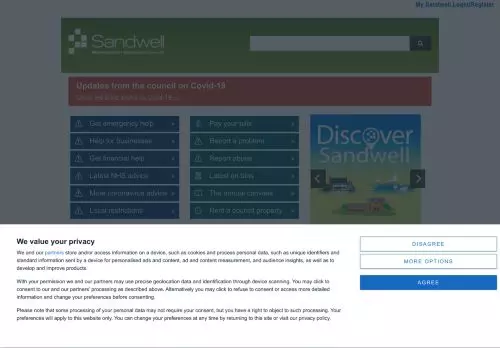 My Sandwell Login/Register
Sandwell
Updates from the council on Covid-19
Get emergency help
Pay your bills
Help for businesses
Report a problem
Get financial help
Report abuse
Latest NHS advice
Latest on bins
More coronavirus advice
The annual canvass
Local restrictions
Rent a council property
Discover
Sandwell
We value your privacy
We and our partners store and/or access information on a device, such as cookies and process personal data, such as unique identifiers and
standard information sent by a device for personalised ads and content, ad and content measurement, and audience insights, as well as to
develop and improve products.
With your permission we and our partners may use precise geolocation data and identification through device scanning. You may click to
consent to our and our partners' processing as described above. Alternatively you may click to refuse to consent or access more detailed
information and change your preferences before consenting.
Please note that some processing of your personal data may not require your consent, but you have a right to object to such processing. Your
preferences will apply to this website only. You can change your preferences at any time by returning to this site or visit our privacy policy.
DISAGREE
MORE OPTIONS
AGREE